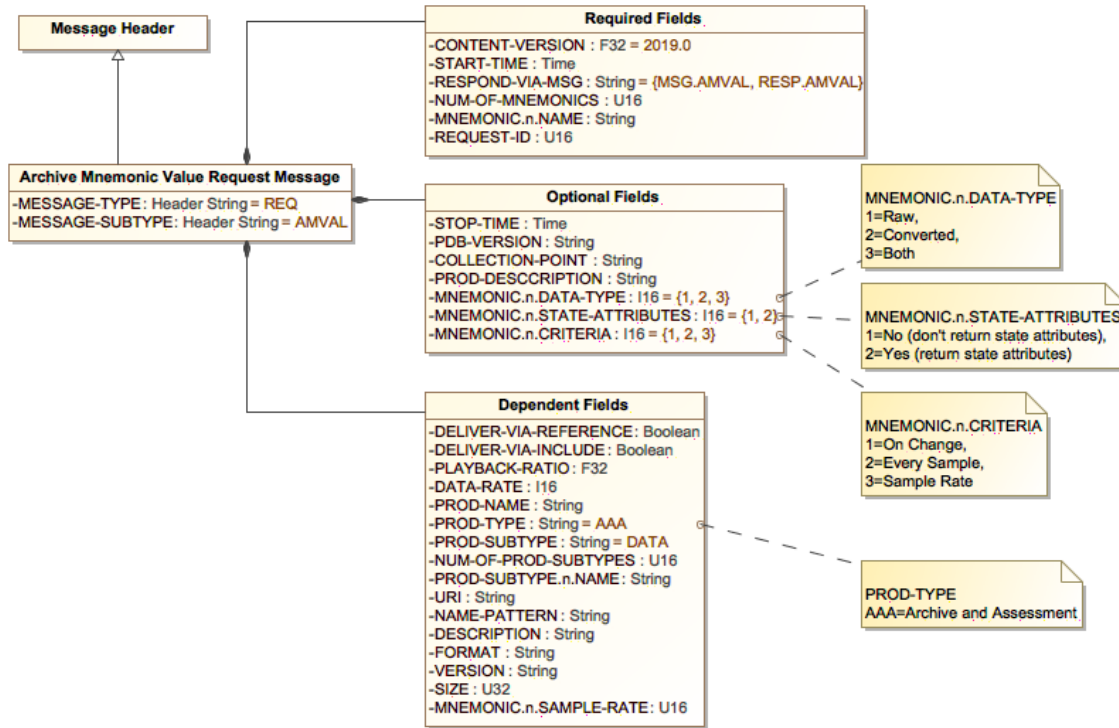 Message Header
Archive Mnemonic Value Request Message
-MESSAGE-TYPE: Header String = REQ
-MESSAGE-SUBTYPE: Header String = AMVAL
Required Fields
-CONTENT-VERSION : F32 = 2019.0
-START-TIME : Time
-RESPOND-VIA-MSG : String = {MSG.AMVAL, RESP.AMVAL}
-NUM-OF-MNEMONICS : U16
-MNEMONIC.n.NAME : String
-REQUEST-ID : U16
Optional Fields
-STOP-TIME : Time
-PDB-VERSION : String
-COLLECTION-POINT : String
-PROD-DESCCRIPTION : String
-MNEMONIC.n.DATA-TYPE : I16 = {1, 2, 3}
-MNEMONIC.n.STATE-ATTRIBUTES : I16 = {1, 2}
-MNEMONIC.n.CRITERIA : I16 = {1, 2, 3}
Dependent Fields
-DELIVER-VIA-REFERENCE : Boolean
-DELIVER-VIA-INCLUDE : Boolean
-PLAYBACK-RATIO : F32
-DATA-RATE : I16
-PROD-NAME : String
-PROD-TYPE : String = AAA
-PROD-SUBTYPE : String = DATA
-NUM-OF-PROD-SUBTYPES : U16
-PROD-SUBTYPE.n.NAME : String
-URI : String
-NAME-PATTERN : String
-DESCRIPTION : String
-FORMAT : String
-VERSION : String
-SIZE : U32
-MNEMONIC.n.SAMPLE-RATE : U16
MNEMONIC.n.DATA-TYPE
1=Raw,
2=Converted,
3=Both
MNEMONIC.n.STATE-ATTRIBUTES
1=No (don't return state attributes),
2=Yes (return state attributes)
MNEMONIC.n.CRITERIA
1=On Change,
2=Every Sample,
3=Sample Rate
PROD-TYPE
AAA=Archive and Assessment